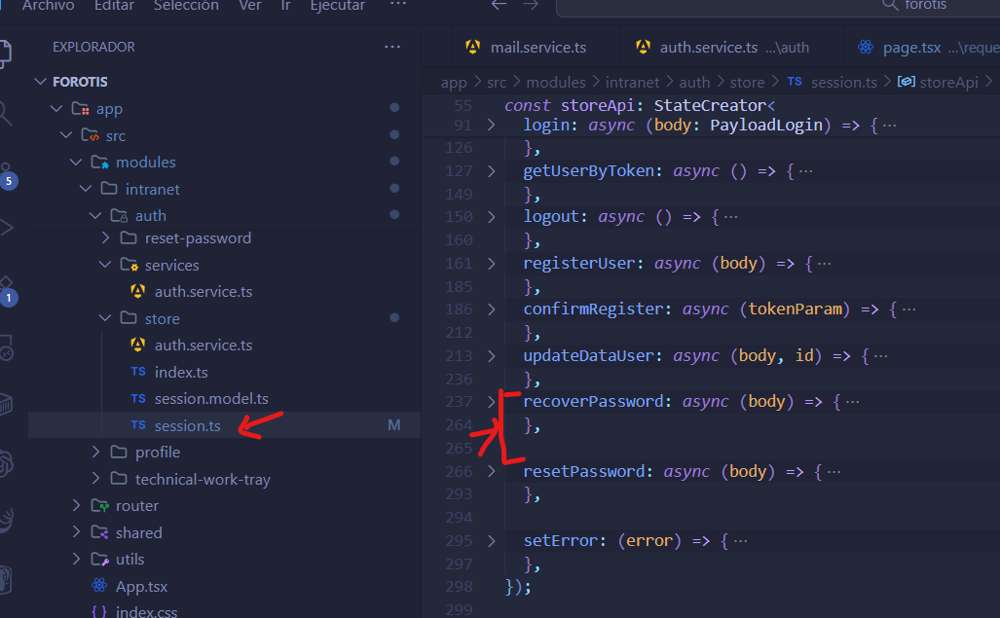 Archivo Editar Selección Ver Ir Ejecutar ···
forotis
EXPLORADOR ···
FOROTIS
app
src
modules
intranet
auth
reset-password
services
auth.service.ts
store
auth.service.ts
index.ts
session.model.ts
session.ts M
profile
technical-work-tray
router
shared
utils
App.tsx
index.css
5
1
mail.service.ts
auth.service.ts ...\auth
page.tsx ...\reque
app > src > modules > intranet > auth > store > TS session.ts > storeApi >
55 const storeApi: StateCreator<
91 > login: async (body: PayloadLogin) => { ···
126 },
127 > getUserByToken: async () => { ···
149 },
150 > logout: async () => { ···
160 },
161 > registerUser: async (body) => { ···
185 },
186 > confirmRegister: async (tokenParam) => { ···
212 },
213 > updateDataUser: async (body, id) => { ···
236 },
237 > recoverPassword: async (body) => { ···
264 },
265
266 > resetPassword: async (body) => { ···
293 },
294
295 > setError: (error) => { ···
297 },
298 });
299